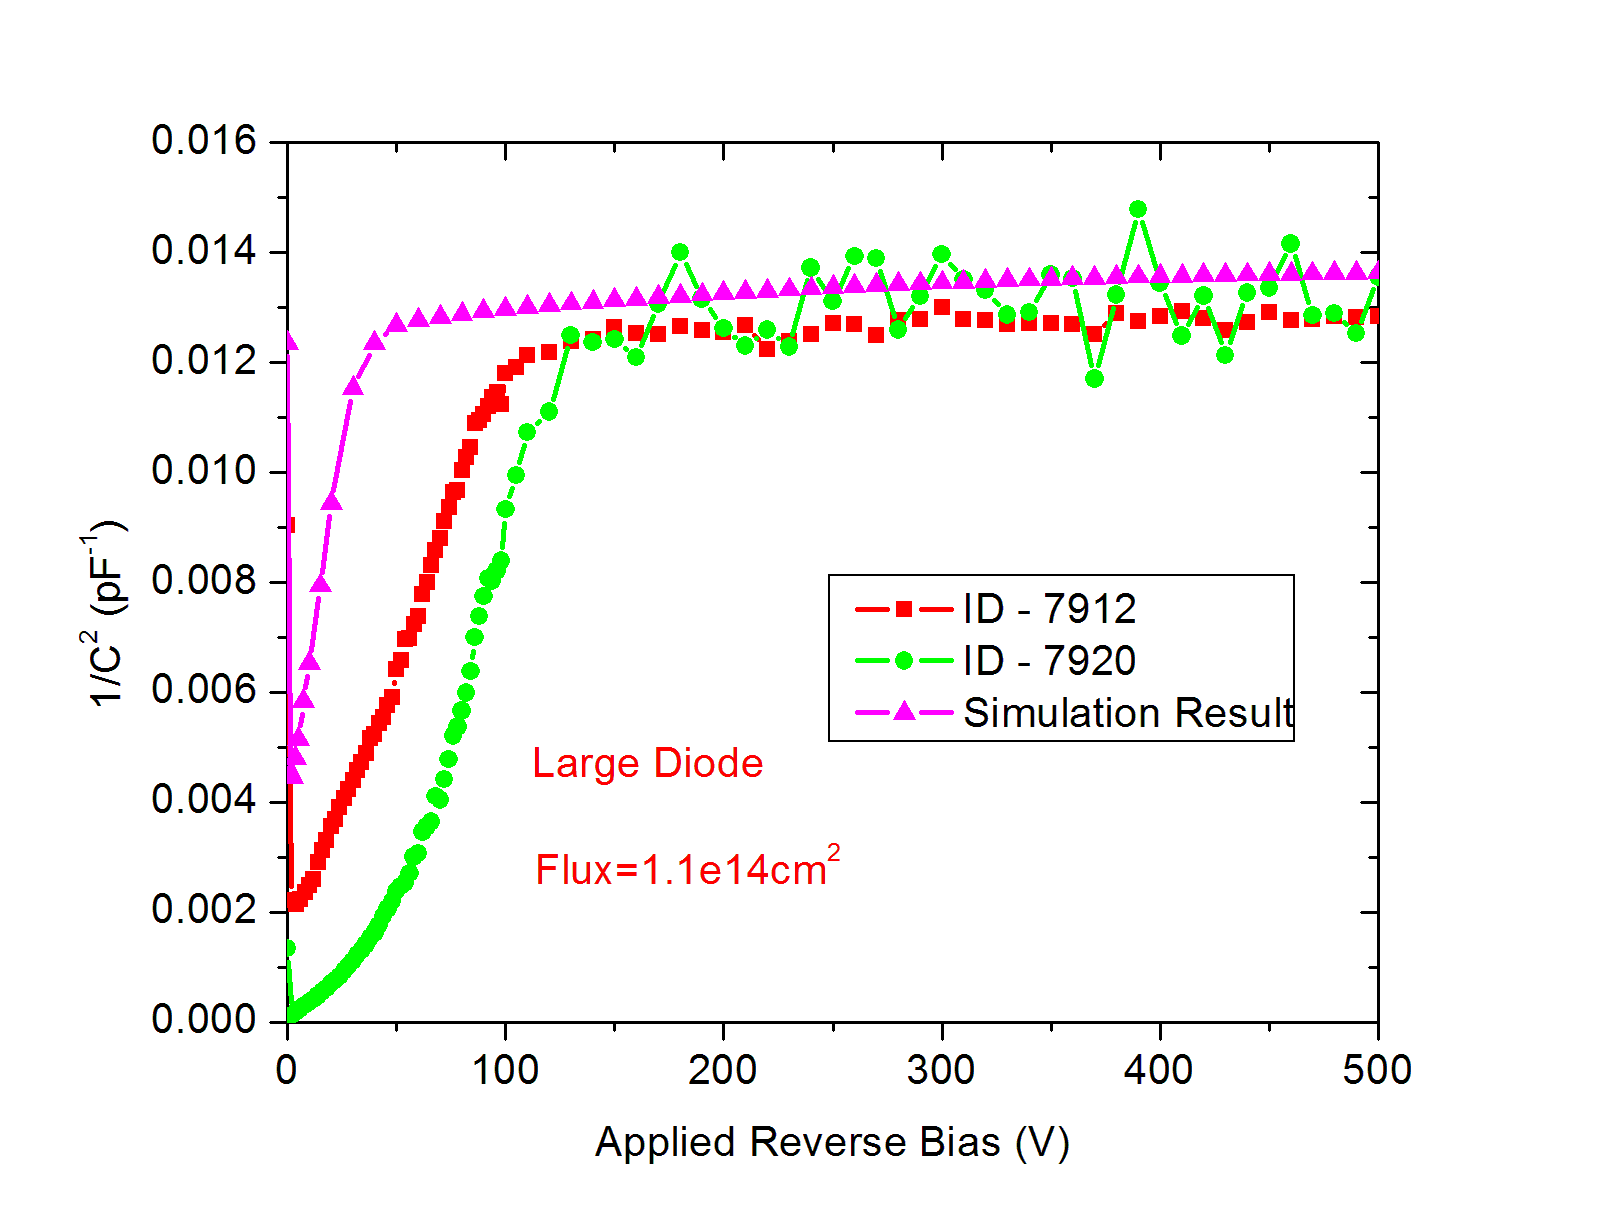 0.016
0.014
0.012
0.010
0.008
0.006
0.004
0.002
0.000
1/C² (pF⁻¹)
ID - 7912
ID - 7920
Simulation Result
Large Diode
Flux=1.1e14cm²
0 100 200 300 400 500
Applied Reverse Bias (V)